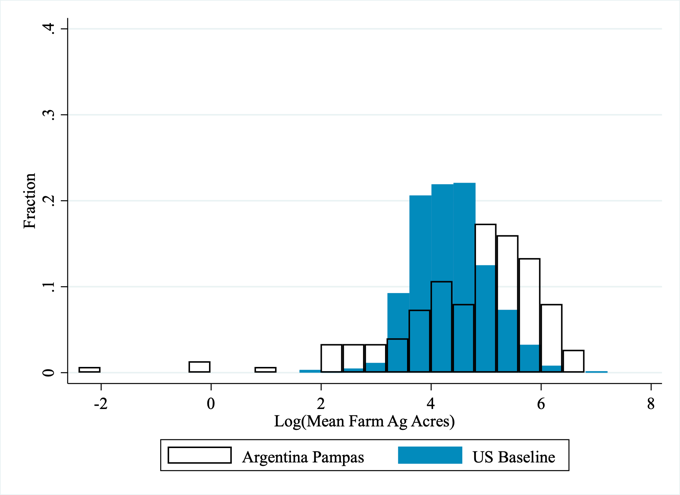 .4
.3
.2
.1
0
Fraction
-2 0 2 4 6 8
Log(Mean Farm Ag Acres)
Argentina Pampas US Baseline